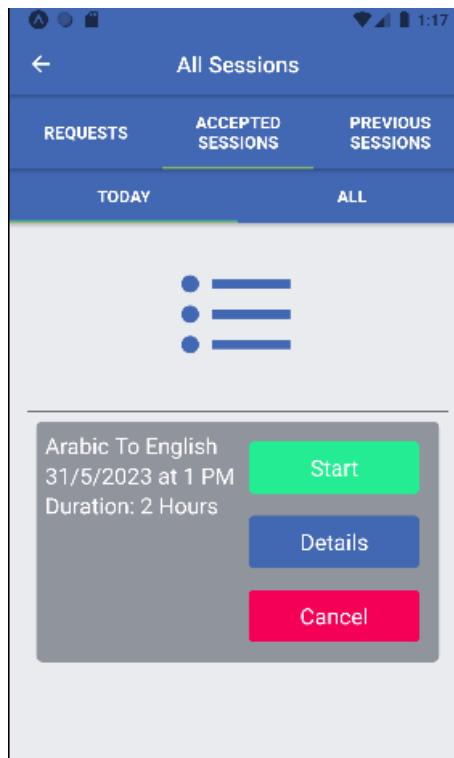 1:17
All Sessions
REQUESTS
ACCEPTED
SESSIONS
PREVIOUS
SESSIONS
TODAY
ALL
Arabic To English
31/5/2023 at 1 PM
Duration: 2 Hours
Start
Details
Cancel